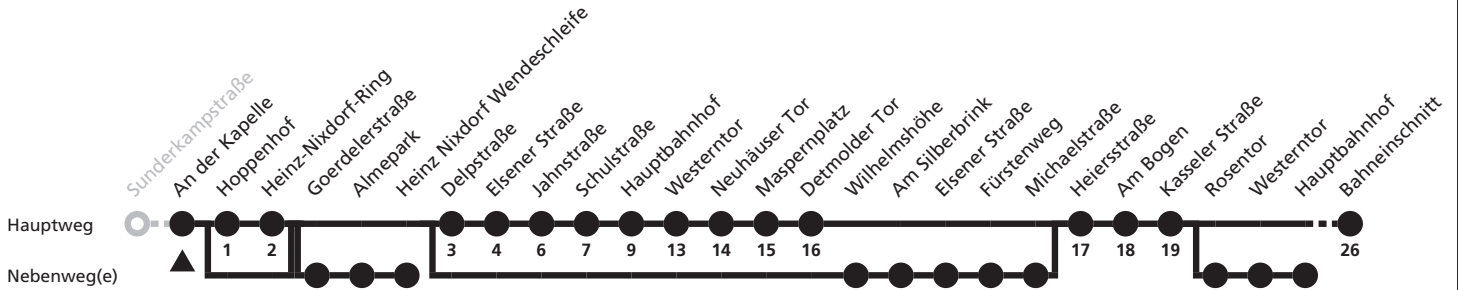 Sunderkampstraße
An der Kapelle
Hoppenhof
Heinz-Nixdorf-Ring
Goerdelerstraße
Almepark
Heinz Nixdorf Wendeschleife
Delpstraße
Elsener Straße
Jahnstraße
Schulstraße
Hauptbahnhof
Westerntor
Neuhäuser Tor
Maspernplatz
Detmolder Tor
Wilhelmshöhe
Am Silberbrink
Elsener Straße
Fürstenweg
Michaelstraße
Heiersstraße
Am Bogen
Kasseler Straße
Rosentor
Westerntor
Hauptbahnhof
Bahneinschnitt
Hauptweg
1 2 3 4 6 7 9 13 14 15 16 17 18 19 26
Nebenweg(e)